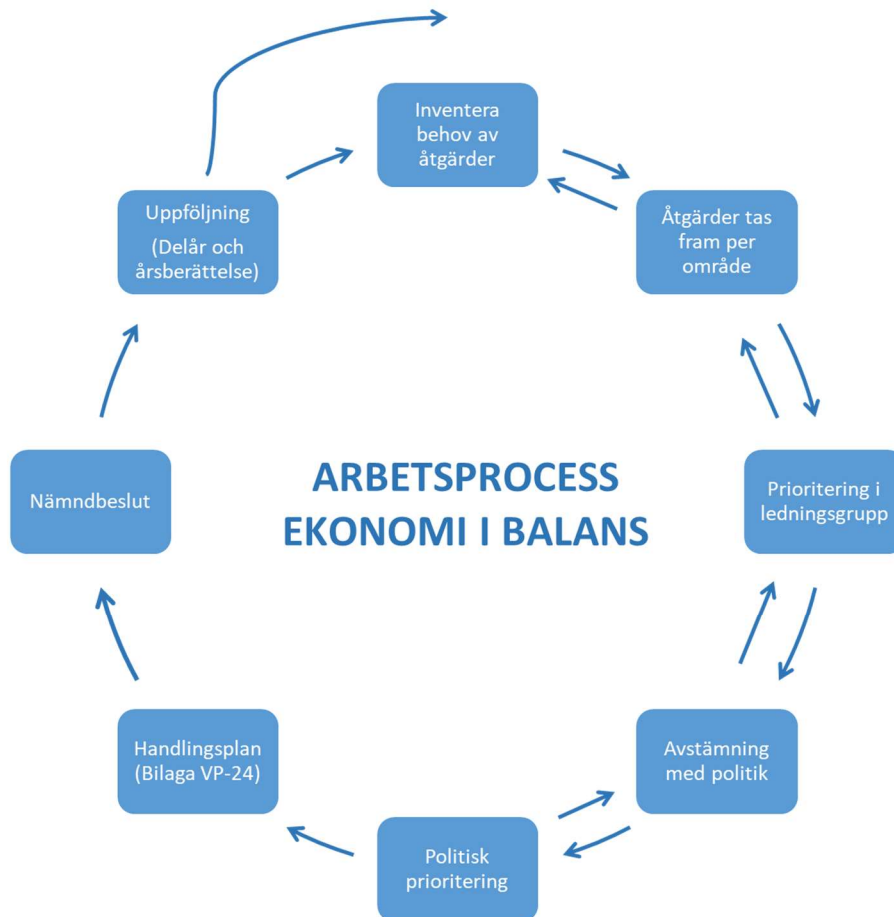 Inventera
behov av
åtgärder
Åtgärder tas
fram per
område
Prioritering i
ledningsgrupp
Avstämning
med politik
Politisk
prioritering
Handlingsplan
(Bilaga VP-24)
Nämndbeslut
Uppföljning
(Delår och
årsberättelse)
ARBETSPROCESS
EKONOMI I BALANS